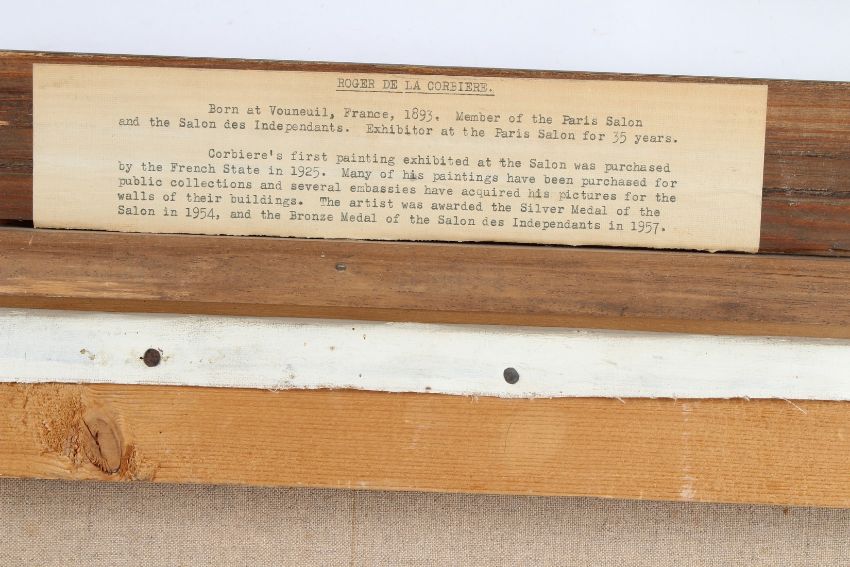 ROGER DE LA CORBIERE.
Born at Vouneuil, France, 1893. Member of the Paris Salon
and the Salon des Independants. Exhibitor at the Paris Salon for 35 years.
Corbiere's first painting exhibited at the Salon was purchased
by the French State in 1925. Many of his paintings have been purchased for
public collections and several embassies have acquired his pictures for the
walls of their buildings. The artist was awarded the Silver Medal of the
Salon in 1954, and the Bronze Medal of the Salon des Independants in 1957.